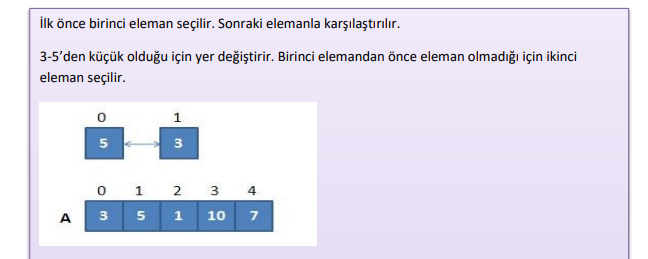 İlk önce birinci eleman seçilir. Sonraki elemanla karşılaştırılır.
3-5’den küçük olduğu için yer değiştirir. Birinci elemandan önce eleman olmadığı için ikinci
eleman seçilir.
0 1
5 3
0 1 2 3 4
A 3 5 1 10 7